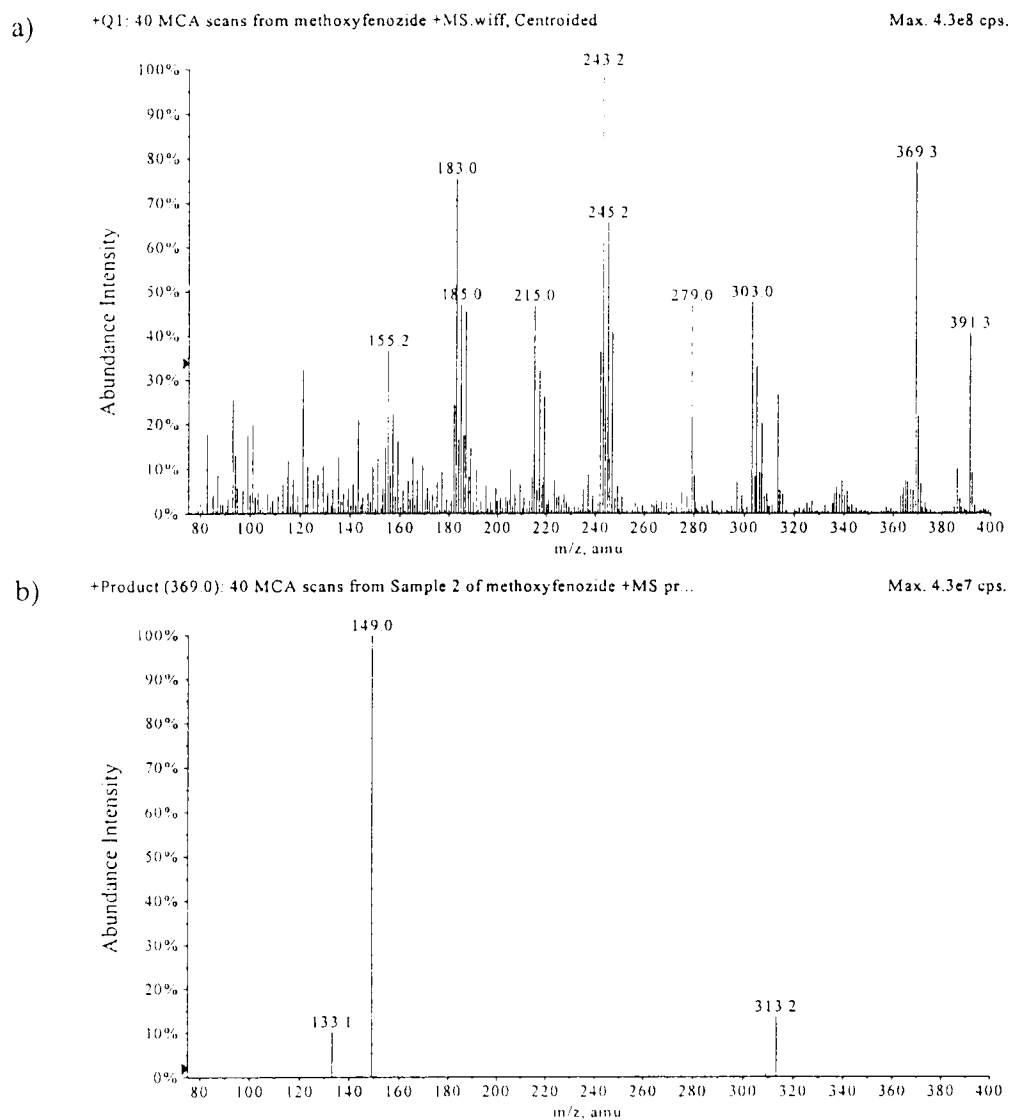 a)
+Q1: 40 MCA scans from methoxyfenozide +MS.wiff, Centroided Max. 4.3e8 cps.
243 2
100%
90%
80%
369 3
183.0
70%
245.2
60%
Abundance Intensity
50%
185.0 215.0 279.0 303.0
391 3
40%
155.2
30%
20%
10%
0%
80 100 120 140 160 180 200 220 240 260 280 300 320 340 360 380 400
m/z, amu
b)
+Product (369.0): 40 MCA scans from Sample 2 of methoxyfenozide +MS pr... Max. 4.3e7 cps.
149.0
100%
90%
80%
70%
60%
Abundance Intensity
50%
40%
30%
20%
313 2
133 1
10%
0%
80 100 120 140 160 180 200 220 240 260 280 300 320 340 360 380 400
m/z, amu